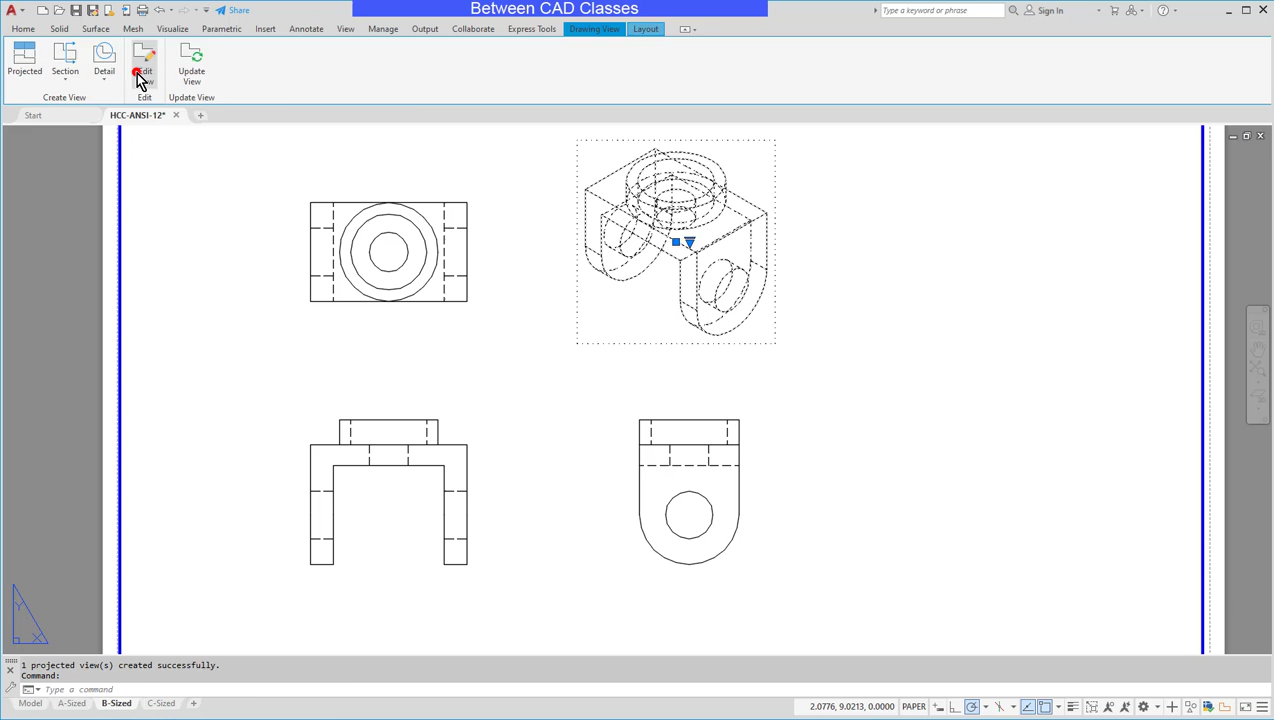 Between CAD Classes
Share
Type a keyword or phrase
Sign In
Home Solid Surface Mesh Visualize Parametric Insert Annotate View Manage Output Collaborate Express Tools Drawing View Layout
Projected Section Detail Edit Update
View
Create View Edit Update View
Start HCC-ANSI-12*
Y
X
1 projected view(s) created successfully.
Command:
Type a command
Model A-Sized B-Sized C-Sized
2.0776, 9.0213, 0.0000 PAPER